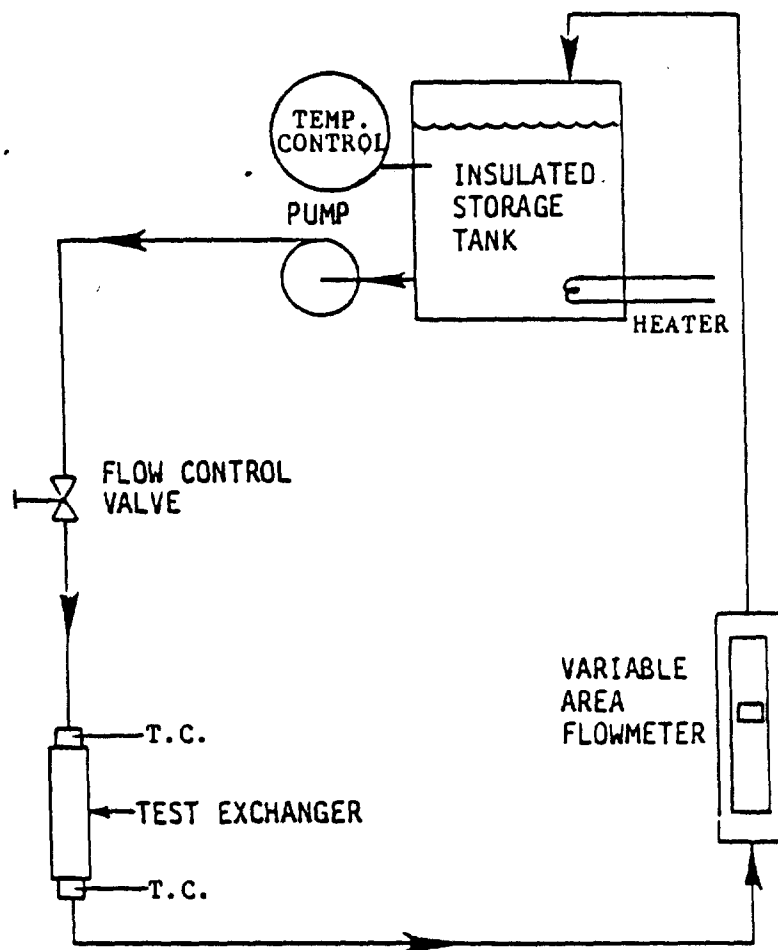 TEMP.
CONTROL
INSULATED
STORAGE
TANK
PUMP
HEATER
FLOW CONTROL
VALVE
VARIABLE
AREA
FLOWMETER
T.C.
TEST EXCHANGER
T.C.